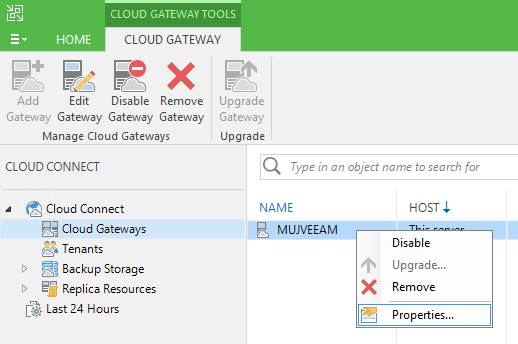 CLOUD GATEWAY TOOLS
HOME CLOUD GATEWAY
Add Gateway Edit Gateway Disable Gateway Remove Gateway Upgrade Gateway
Manage Cloud Gateways Upgrade
CLOUD CONNECT
Cloud Connect
Cloud Gateways
Tenants
Backup Storage
Replica Resources
Last 24 Hours
Type in an object name to search for
NAME HOST
MUJVEEAM This server
Disable
Upgrade...
Remove
Properties...